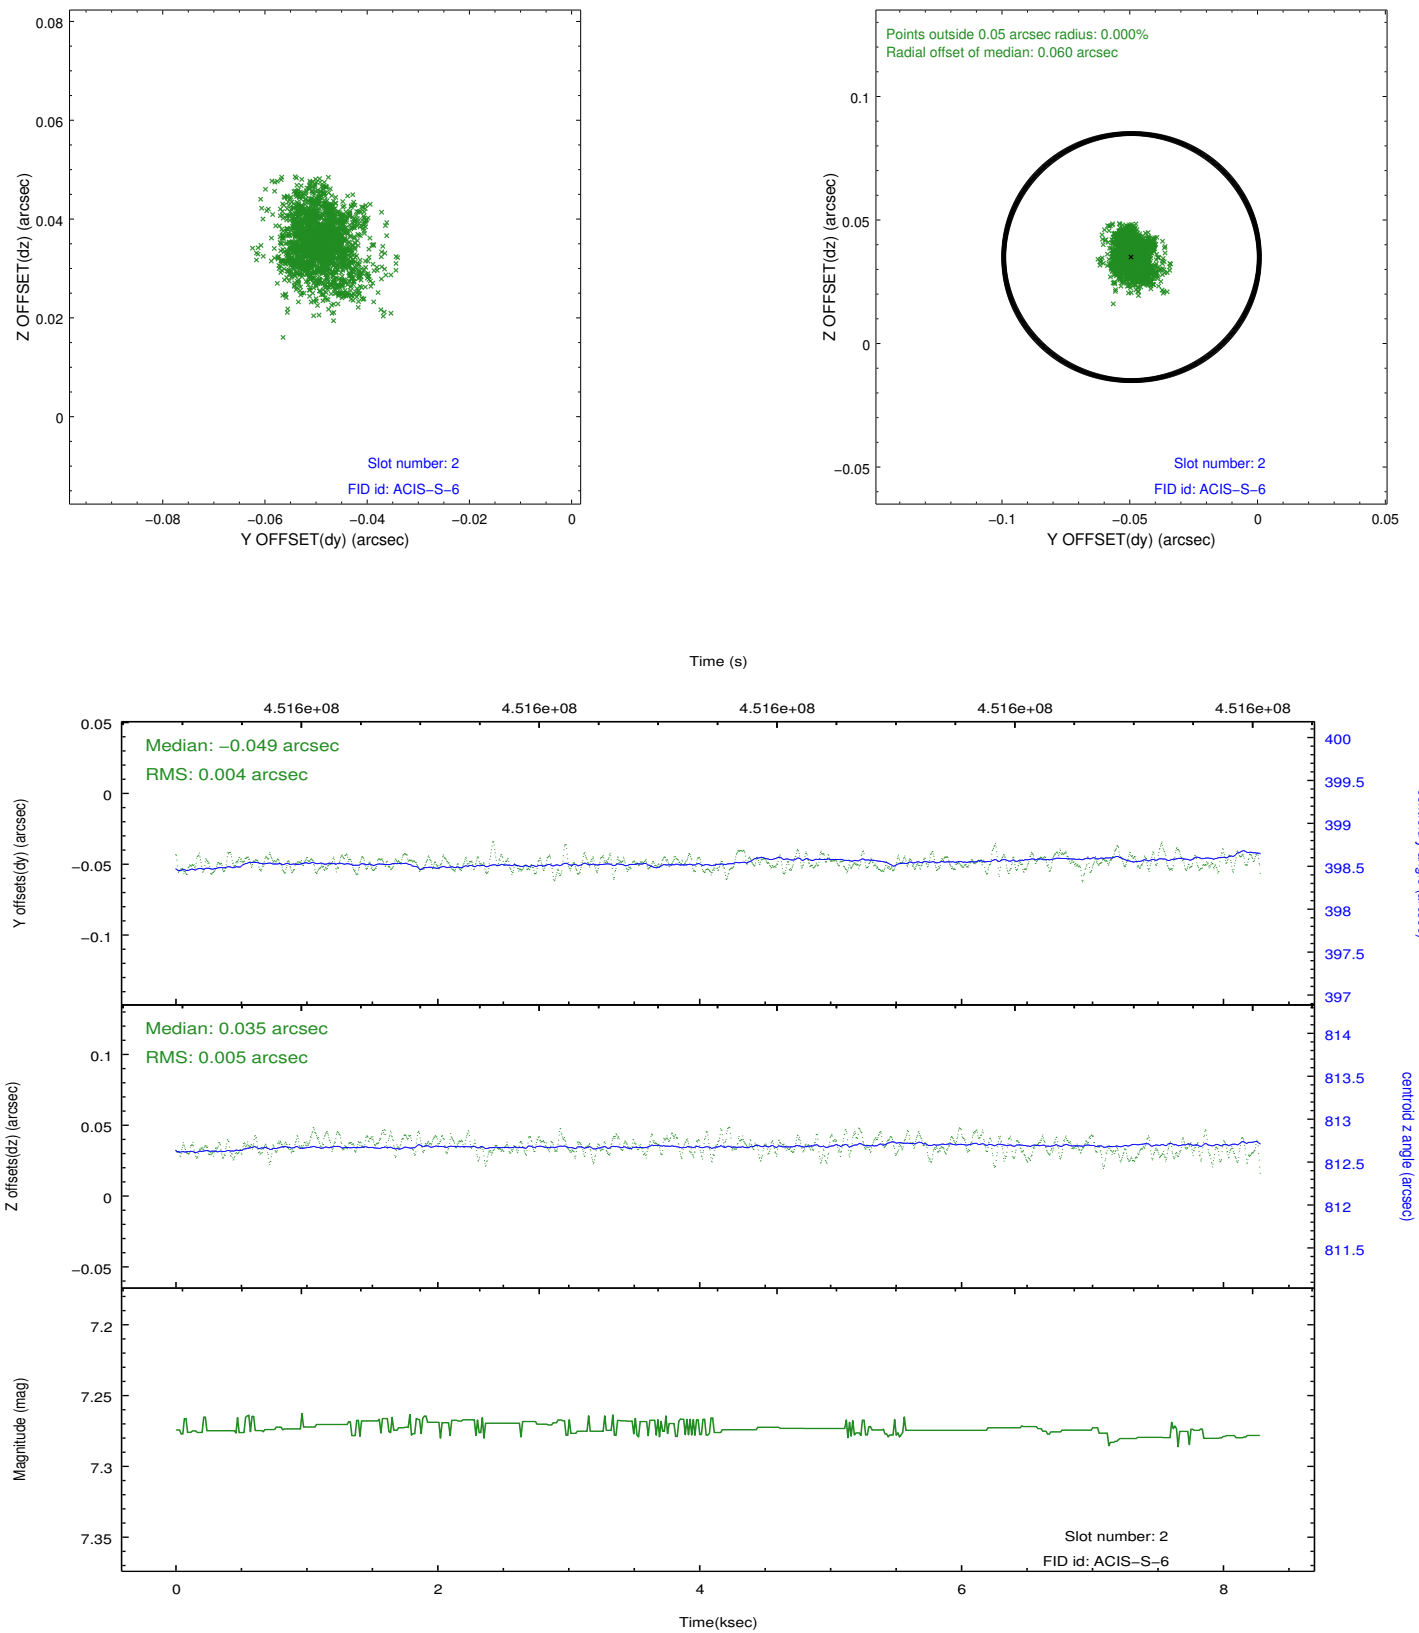 0.08
0.06
0.04
0.02
0
Z OFFSET(dz) (arcsec)
Slot number: 2
FID id: ACIS−S−6
−0.08
−0.06
−0.04
−0.02
0
Y OFFSET(dy) (arcsec)
Points outside 0.05 arcsec radius: 0.000%
Radial offset of median: 0.060 arcsec
0.1
0.05
0
−0.05
Z OFFSET(dz) (arcsec)
Slot number: 2
FID id: ACIS−S−6
−0.1
−0.05
0
0.05
Y OFFSET(dy) (arcsec)
Time (s)
4.516e+08
4.516e+08
4.516e+08
4.516e+08
4.516e+08
0.05
0
−0.05
−0.1
Y offsets(dy) (arcsec)
Median: −0.049 arcsec
RMS: 0.004 arcsec
400
399.5
399
398.5
398
397.5
397
0.1
0.05
0
−0.05
Z offsets(dz) (arcsec)
Median: 0.035 arcsec
RMS: 0.005 arcsec
814
813.5
813
812.5
812
811.5
centroid z angle (arcsec)
7.2
7.25
7.3
7.35
Magnitude (mag)
Slot number: 2
FID id: ACIS−S−6
0
2
4
6
8
Time(ksec)